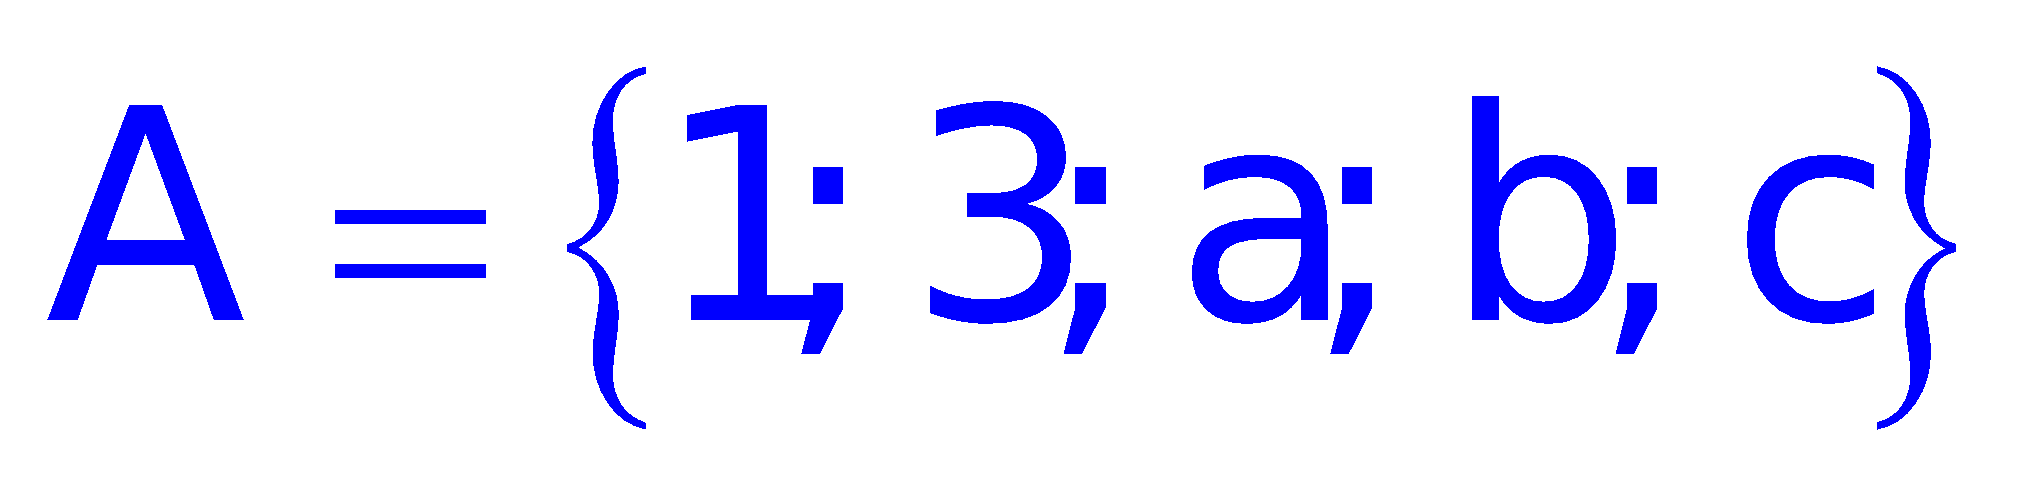 A = {1; 3; a; b; c}